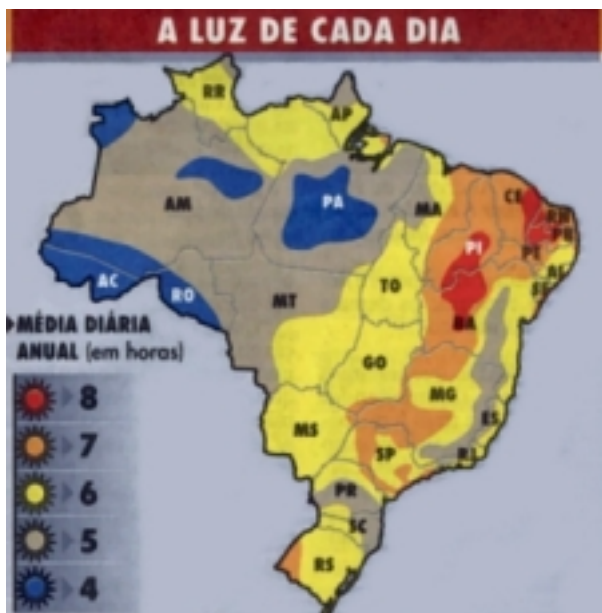 A LUZ DE CADA DIA
RR
AP
AM
PA
MA
CE
RN
PB
PI
PE
AL
SE
AC
RO
TO
MT
BA
GO
MG
ES
MS
SP
RJ
PR
SC
RS
MÉDIA DIÁRIA
ANUAL (em horas)
8
7
6
5
4